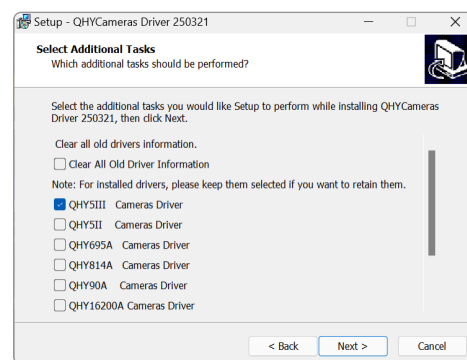 Setup - QHYCameras Driver 250321
Select Additional Tasks
Which additional tasks should be performed?
Select the additional tasks you would like Setup to perform while installing QHYCameras
Driver 250321, then click Next.
Clear all old drivers information.
Clear All Old Driver Information
Note: For installed drivers, please keep them selected if you want to retain them.
QHY5III Cameras Driver
QHY5II Cameras Driver
QHY695A Cameras Driver
QHY814A Cameras Driver
QHY90A Cameras Driver
QHY16200A Cameras Driver
< Back Next > Cancel